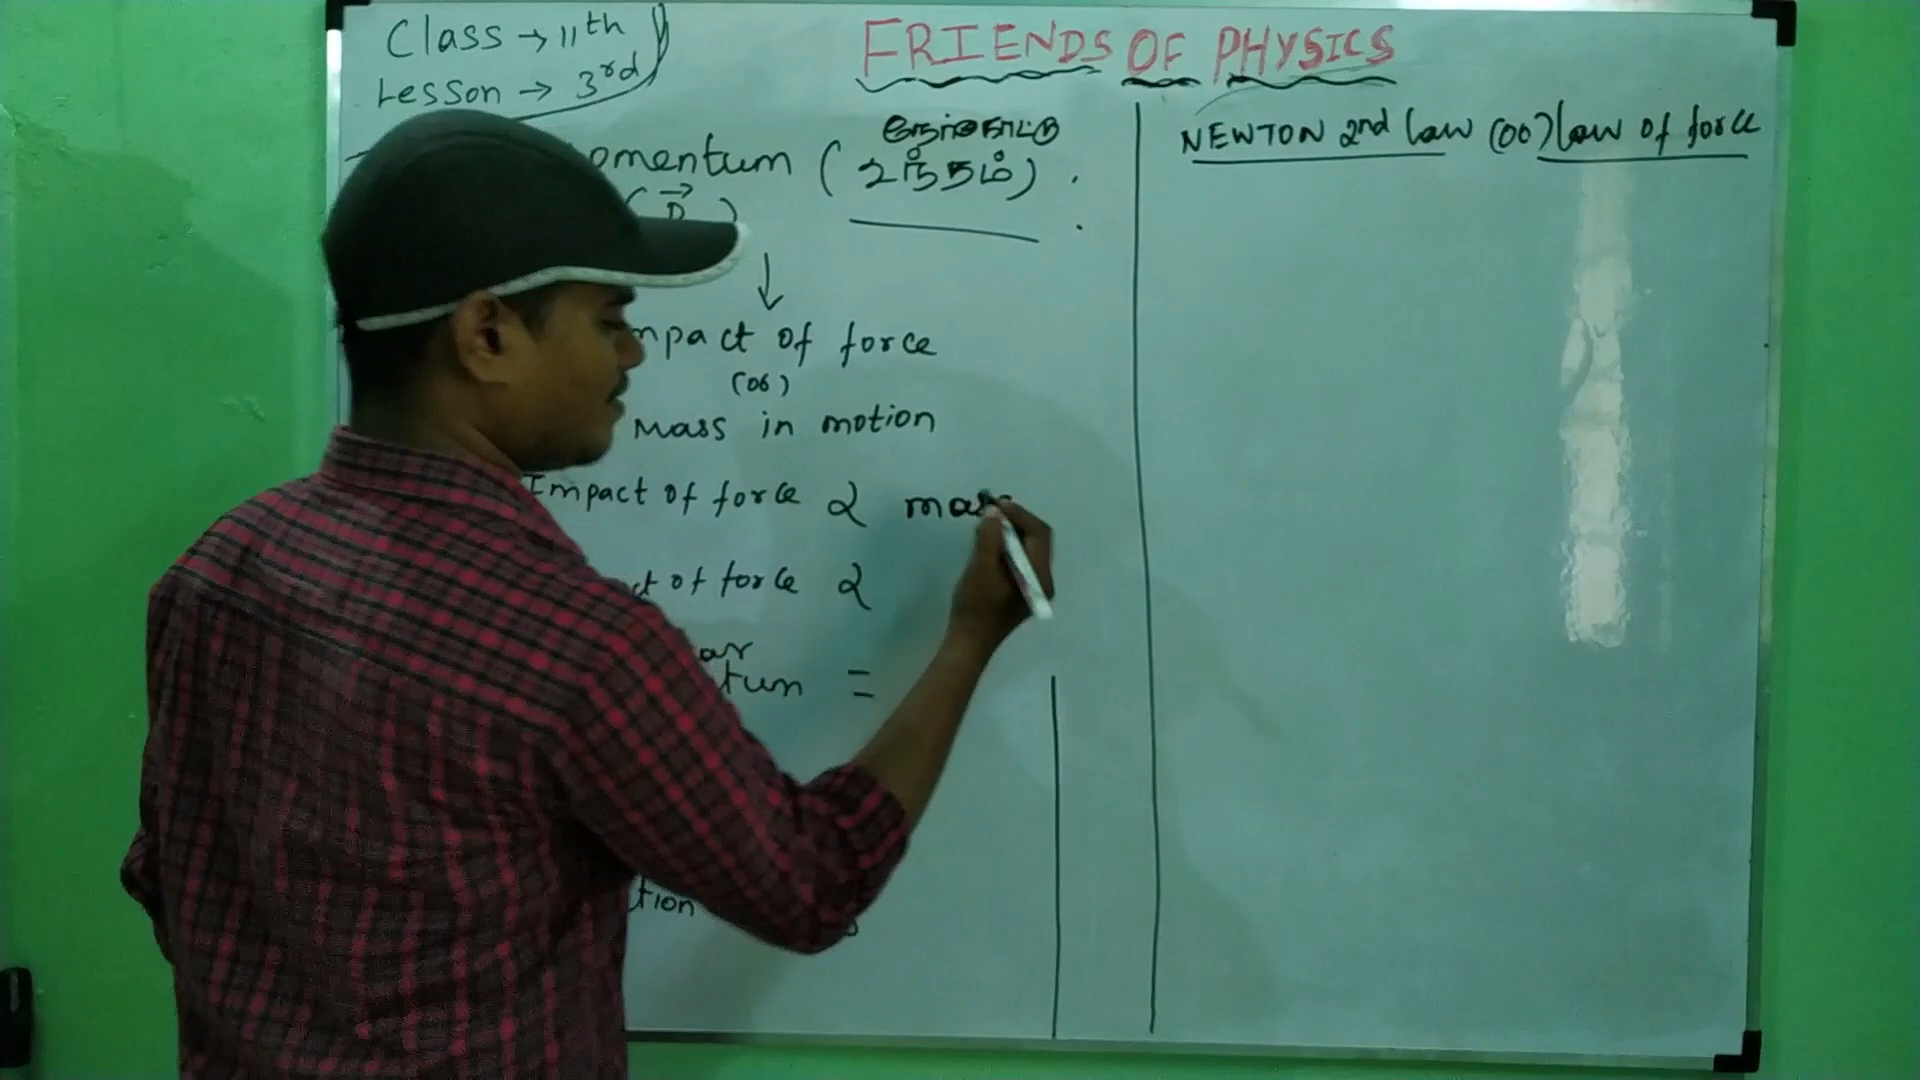 Class → 11th
Lesson → 3rd
FRIENDS OF PHYSICS
omentum ( நேர்கோட்டு
உந்தம் ) .
( p )
↓
mpact of force
(or)
Mass in motion
Impact of force α mass
ct of force α
ar
tum =
tion
NEWTON 2nd law (or) law of force